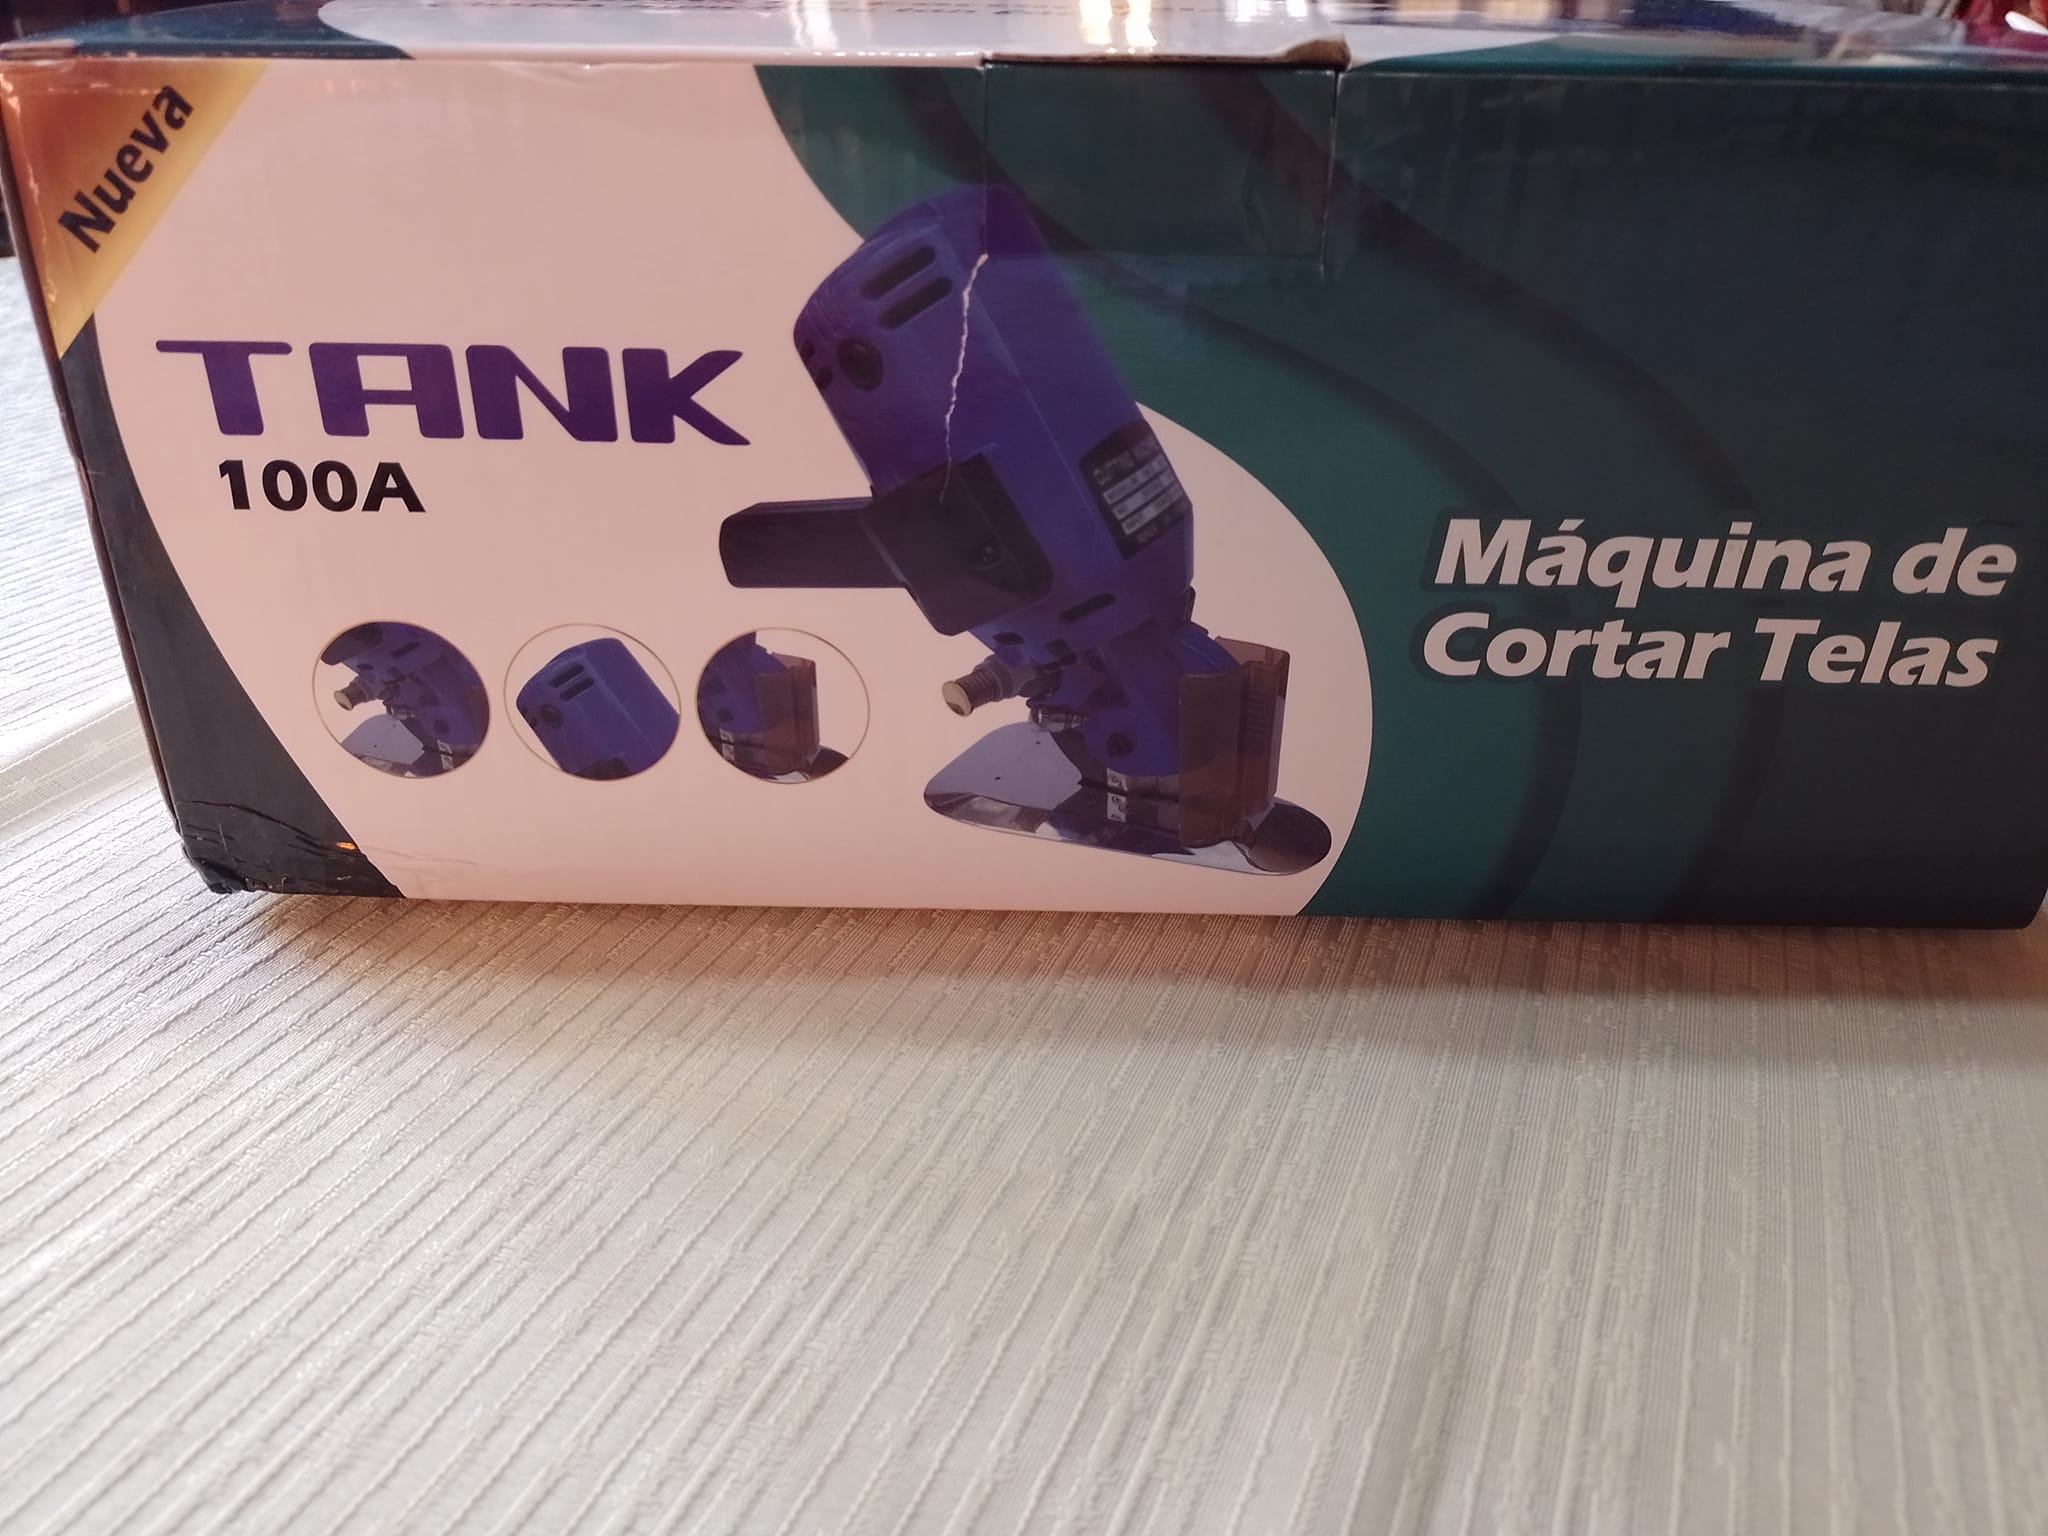 Nueva
TANK
100A
Máquina de
Cortar Telas